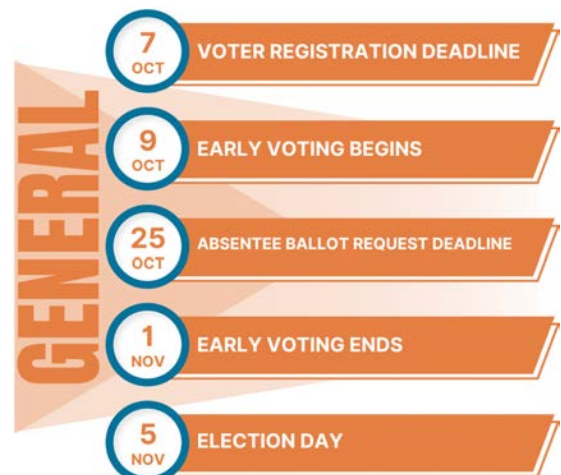 GENERAL
7
OCT
VOTER REGISTRATION DEADLINE
9
OCT
EARLY VOTING BEGINS
25
OCT
ABSENTEE BALLOT REQUEST DEADLINE
1
NOV
EARLY VOTING ENDS
5
NOV
ELECTION DAY